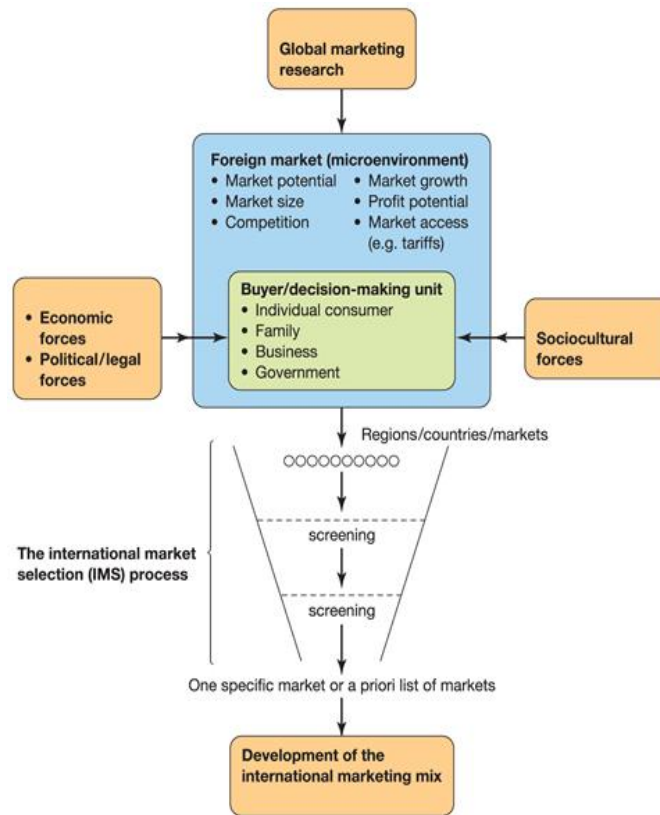 Global marketing
research
Foreign market (microenvironment)
• Market potential
• Market size
• Competition
• Market growth
• Profit potential
• Market access
(e.g. tariffs)
Buyer/decision-making unit
• Individual consumer
• Family
• Business
• Government
• Economic
forces
• Political/legal
forces
Sociocultural
forces
Regions/countries/markets
screening
The international market
selection (IMS) process
screening
One specific market or a priori list of markets
Development of the
international marketing mix